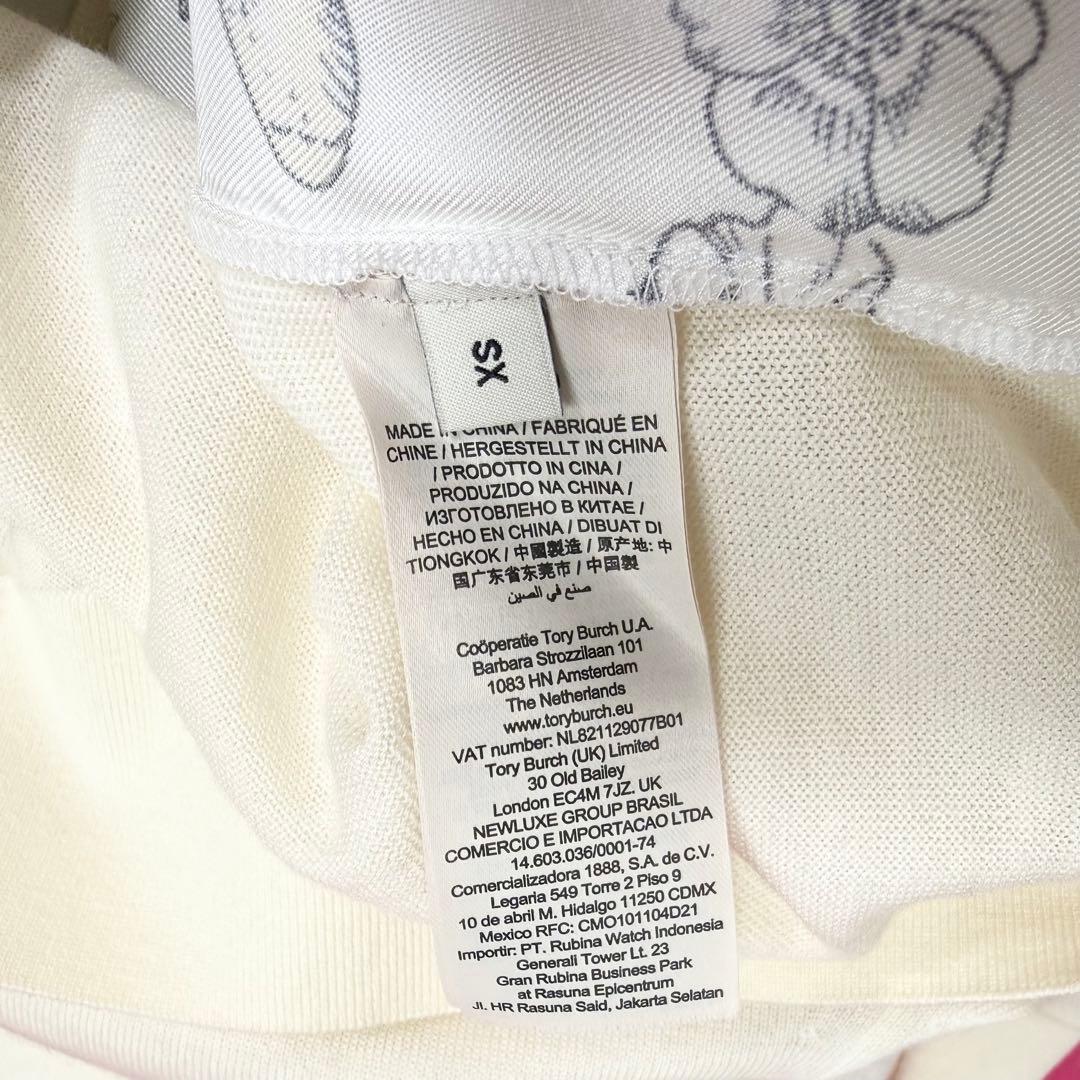 XS
MADE IN CHINA / FABRIQUÉ EN
CHINE / HERGESTELLT IN CHINA
/ PRODOTTO IN CINA /
PRODUZIDO NA CHINA /
ИЗГОТОВЛЕНО В КИТАЕ /
HECHO EN CHINA / DIBUAT DI
TIONGKOK / 中國製造 / 原产地: 中
国广东省东莞市 / 中国製
صنع في الصين
Coöperatie Tory Burch U.A.
Barbara Strozzilaan 101
1083 HN Amsterdam
The Netherlands
www.toryburch.eu
VAT number: NL821129077B01
Tory Burch (UK) Limited
30 Old Bailey
London EC4M 7JZ. UK
NEWLUXE GROUP BRASIL
COMERCIO E IMPORTACAO LTDA
14.603.036/0001-74
Comercializadora 1888, S.A. de C.V.
Legaria 549 Torre 2 Piso 9
10 de abril M. Hidalgo 11250 CDMX
Mexico RFC: CMO101104D21
Importir: PT. Rubina Watch Indonesia
Generali Tower Lt. 23
Gran Rubina Business Park
at Rasuna Epicentrum
Jl. HR Rasuna Said, Jakarta Selatan